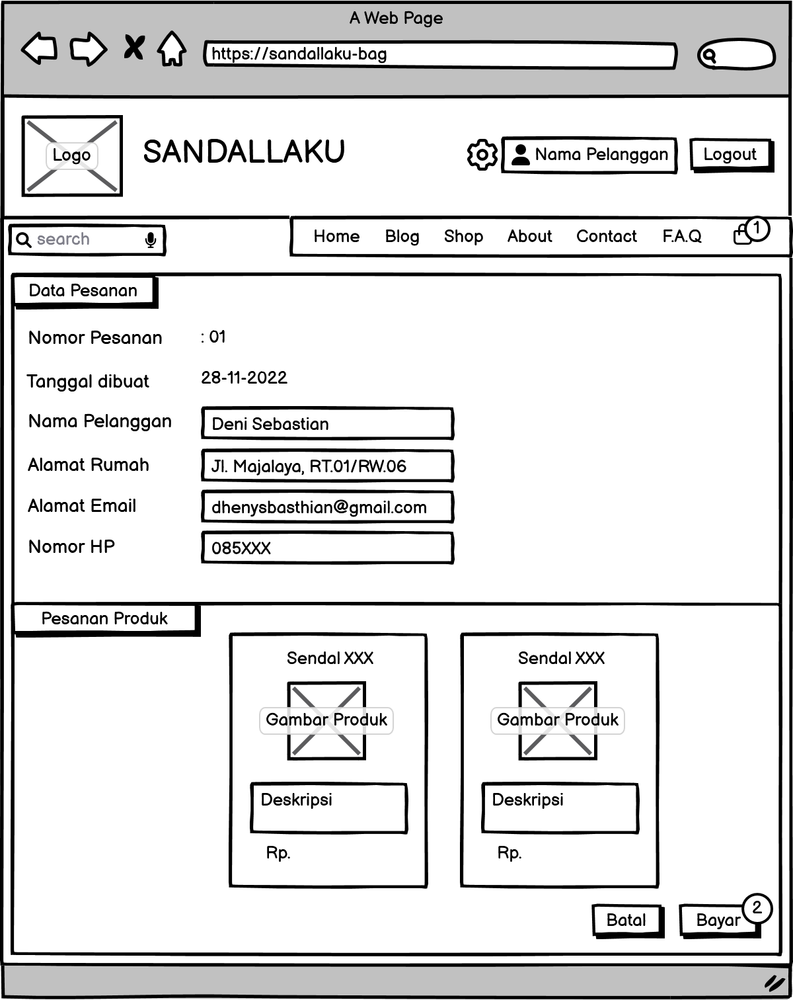 A Web Page
https://sandallaku-bag
Logo
SANDALLAKU
Nama Pelanggan
Logout
search
Home Blog Shop About Contact F.A.Q
1
Data Pesanan
Nomor Pesanan : 01
Tanggal dibuat 28-11-2022
Nama Pelanggan Deni Sebastian
Alamat Rumah Jl. Majalaya, RT.01/RW.06
Alamat Email dhenysbasthian@gmail.com
Nomor HP 085XXX
Pesanan Produk
Sendal XXX
Gambar Produk
Deskripsi
Rp.
Sendal XXX
Gambar Produk
Deskripsi
Rp.
Batal
Bayar
2